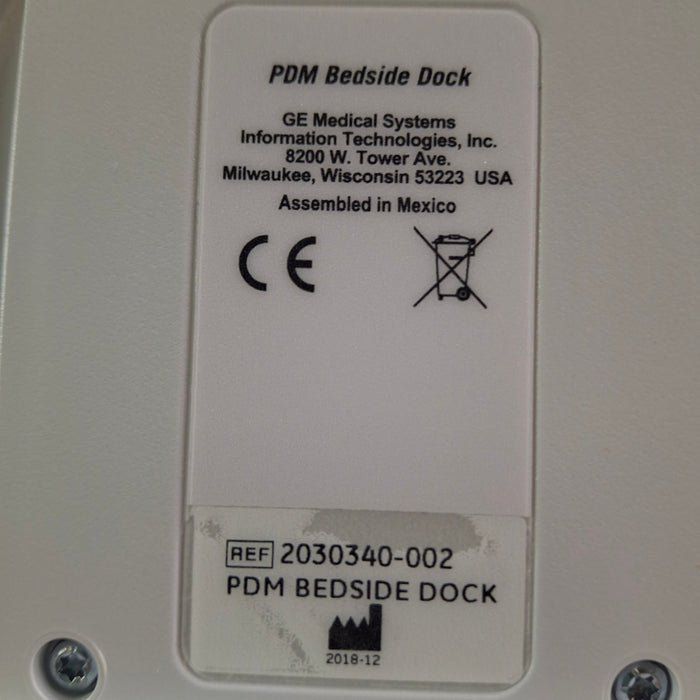 PDM Bedside Dock
GE Medical Systems
Information Technologies, Inc.
8200 W. Tower Ave.
Milwaukee, Wisconsin 53223 USA
Assembled in Mexico
CE
REF 2030340-002
PDM BEDSIDE DOCK
2018-12